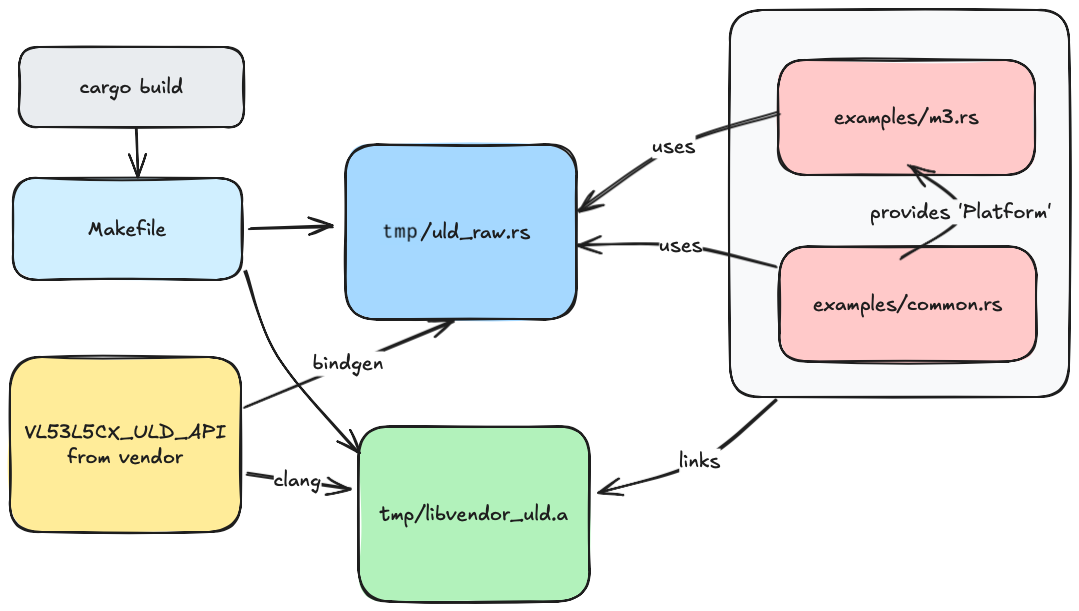 cargo build
Makefile
tmp/uld_raw.rs
uses
examples/m3.rs
provides 'Platform'
uses
examples/common.rs
bindgen
VL53L5CX_ULD_API
from vendor
clang
links
tmp/libvendor_uld.a